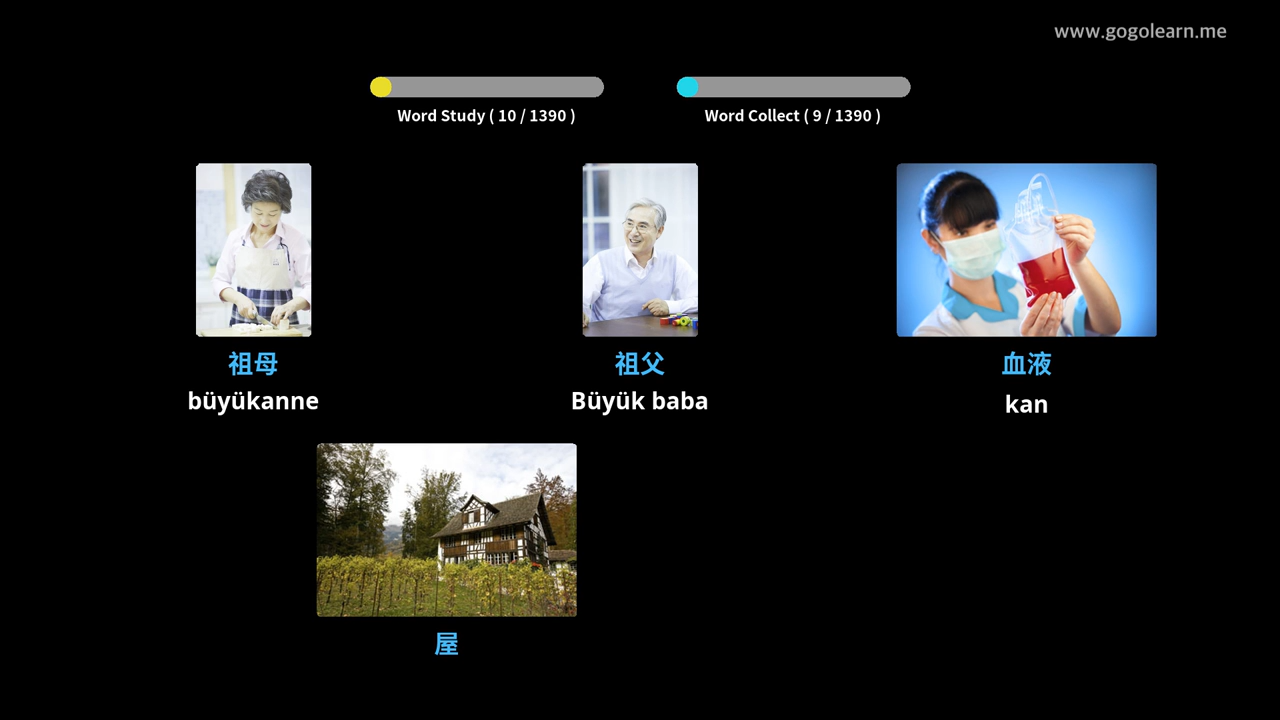 www.gogolearn.me
Word Study ( 10 / 1390 )
Word Collect ( 9 / 1390 )
祖母
büyükanne
祖父
Büyük baba
血液
kan
屋